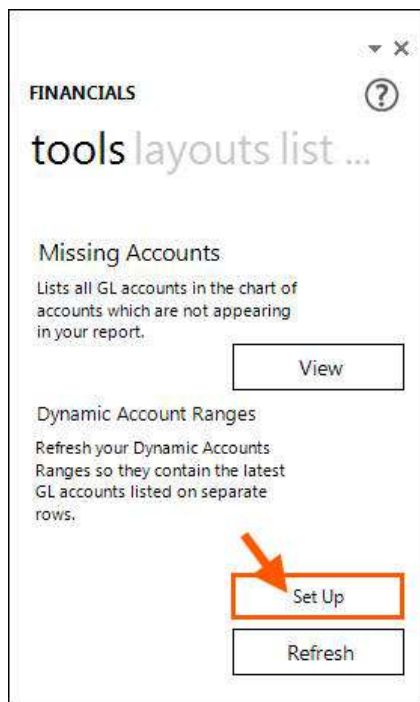 FINANCIALS
?
tools layouts list ...
Missing Accounts
Lists all GL accounts in the chart of
accounts which are not appearing
in your report.
View
Dynamic Account Ranges
Refresh your Dynamic Accounts
Ranges so they contain the latest
GL accounts listed on separate
rows.
Set Up
Refresh